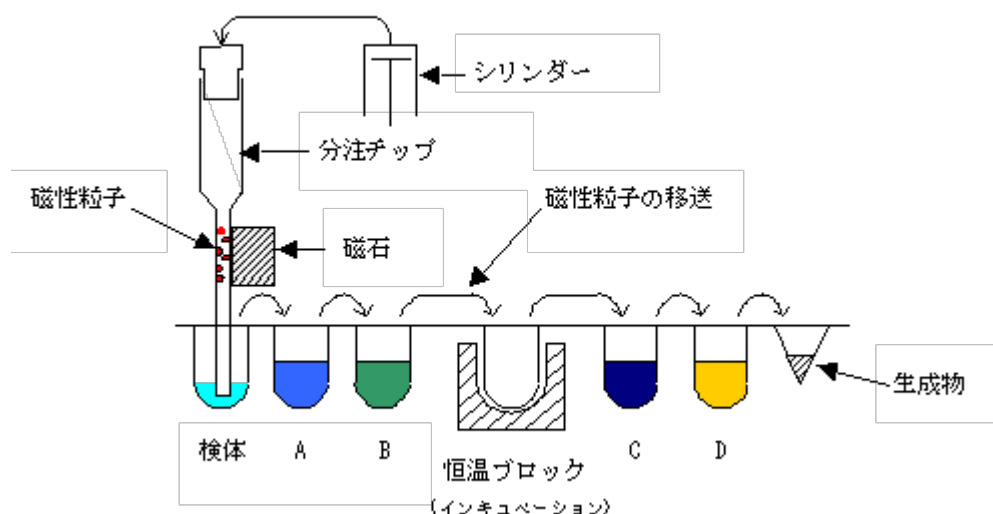 シリンダー
分注チップ
磁性粒子
磁性粒子の移送
磁石
生成物
検体
A
B
恒温ブロック
(インキュベーション)
C
D